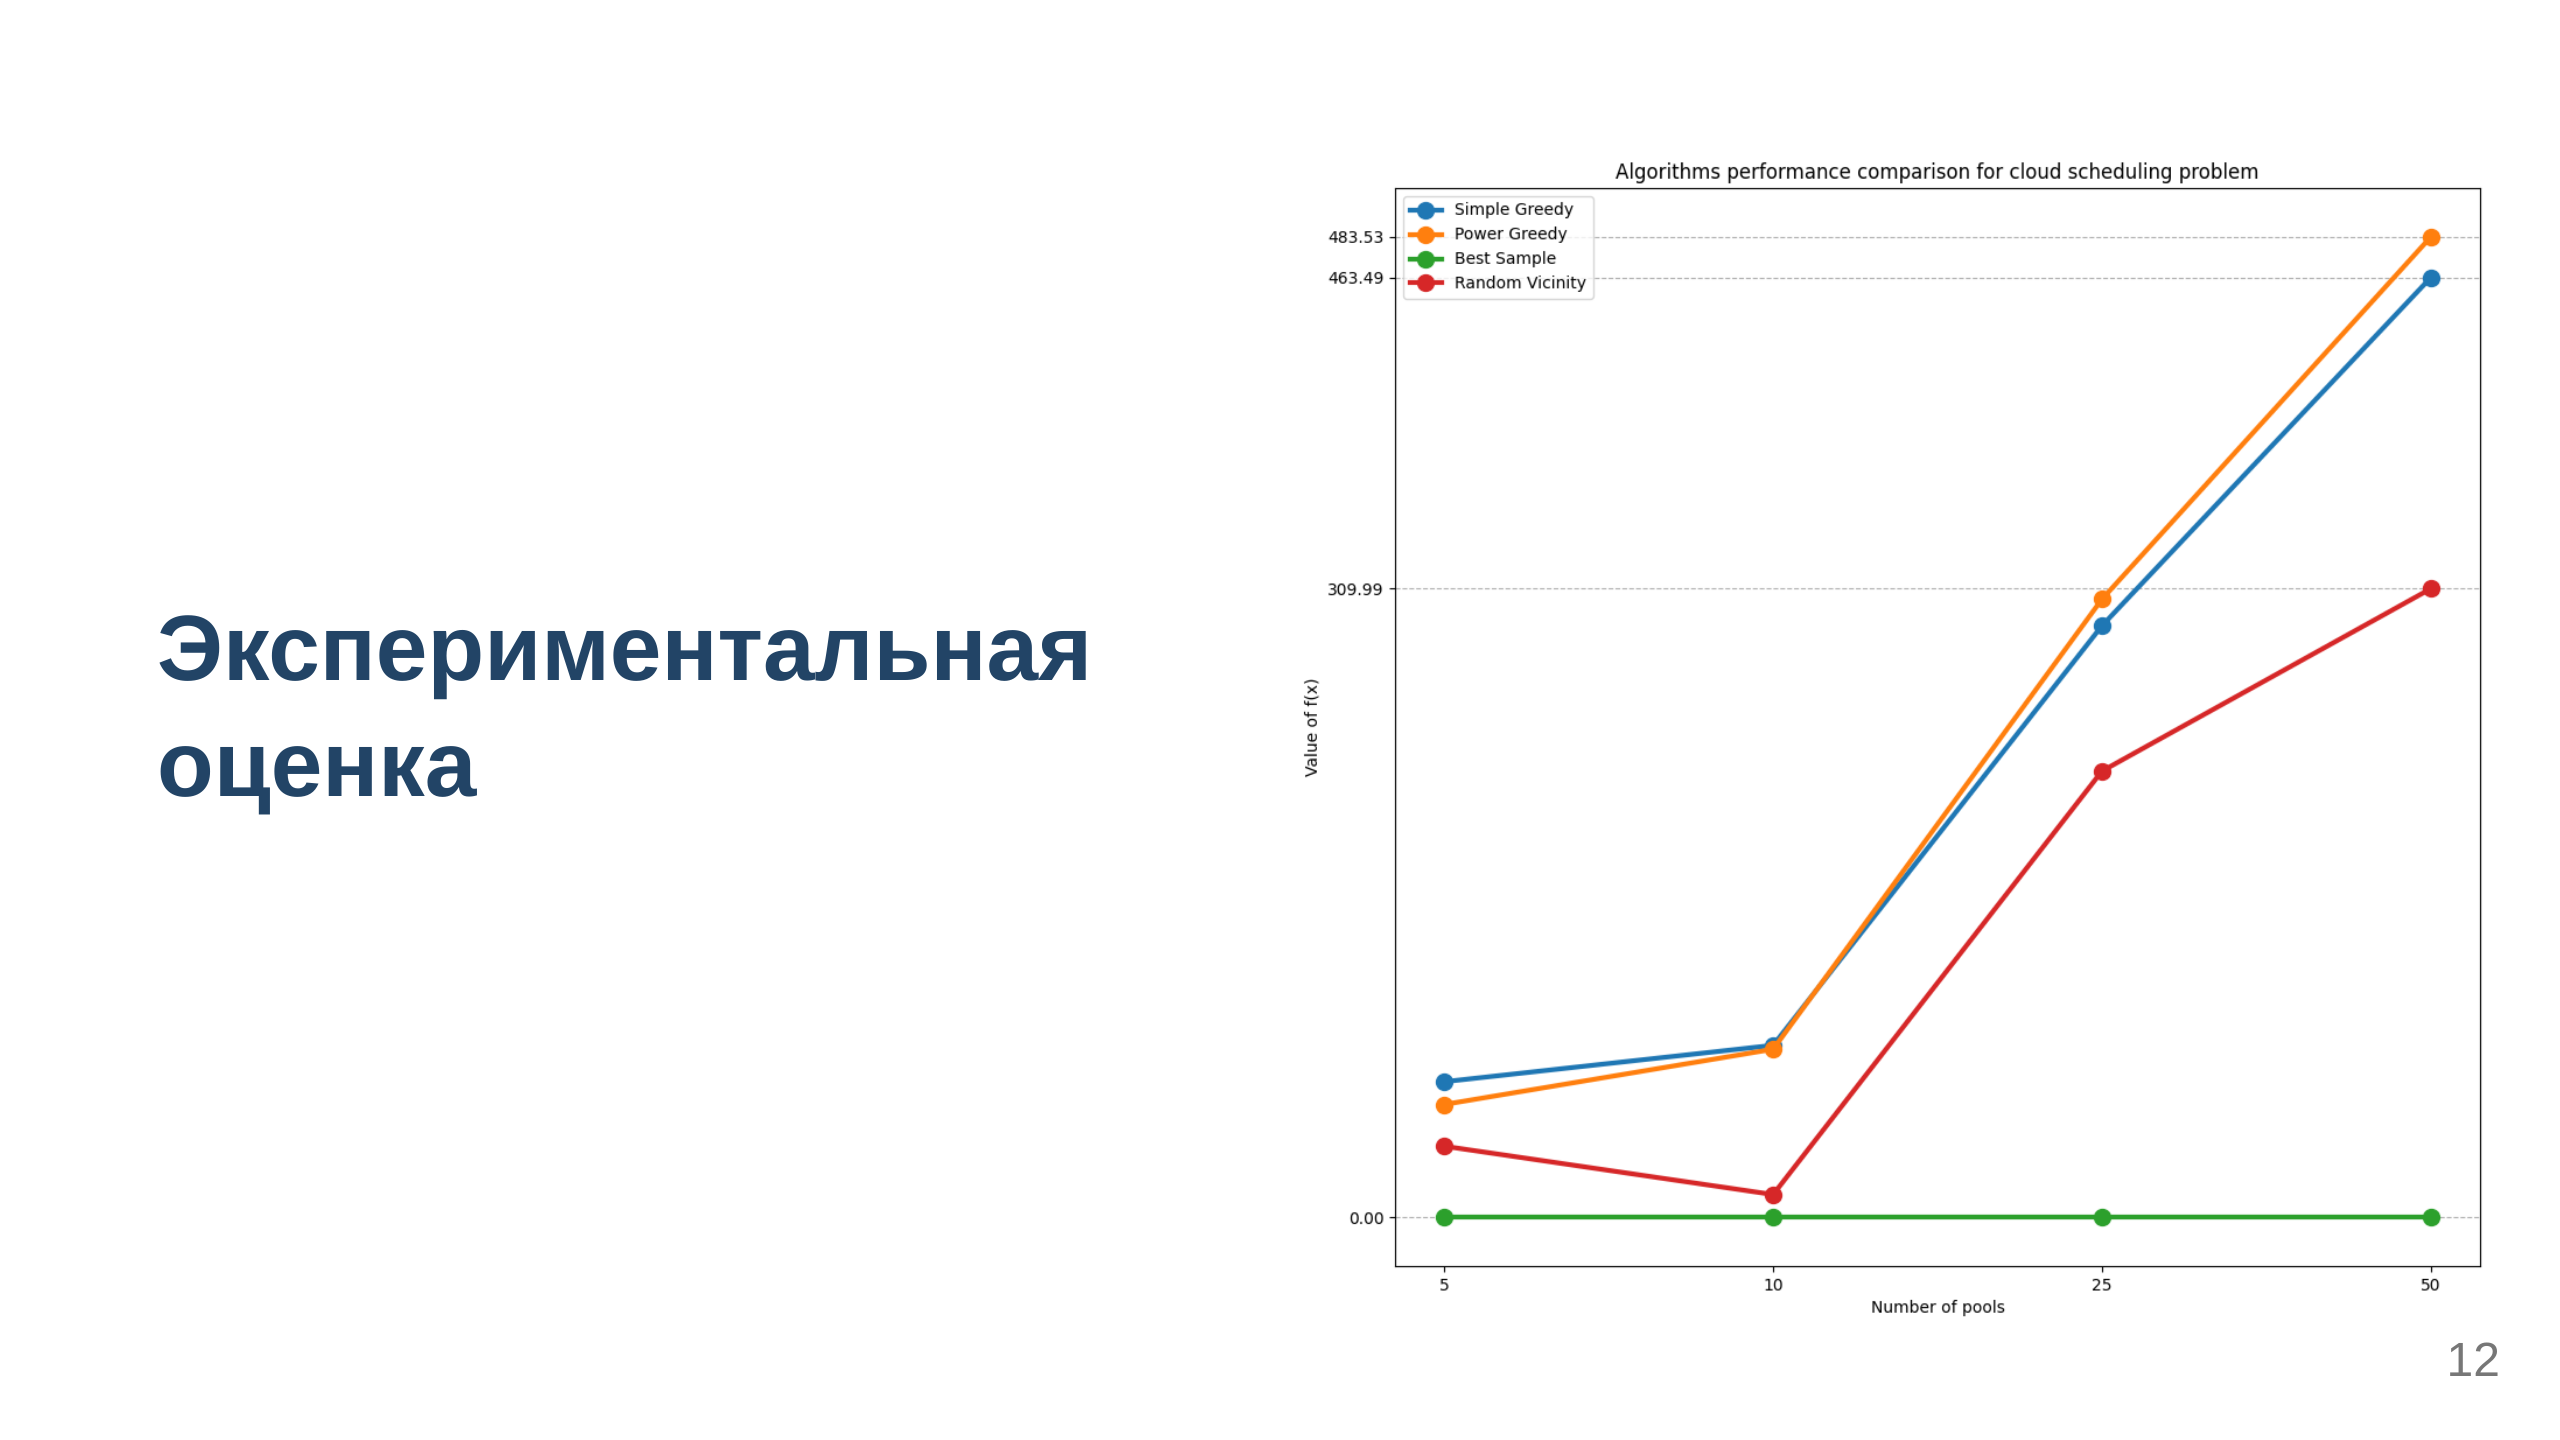 Экспериментальная
оценка
Algorithms performance comparison for cloud scheduling problem
Simple Greedy
Power Greedy
Best Sample
Random Vicinity
483.53
463.49
309.99
0.00
Value of f(x)
5 10 25 50
Number of pools
12